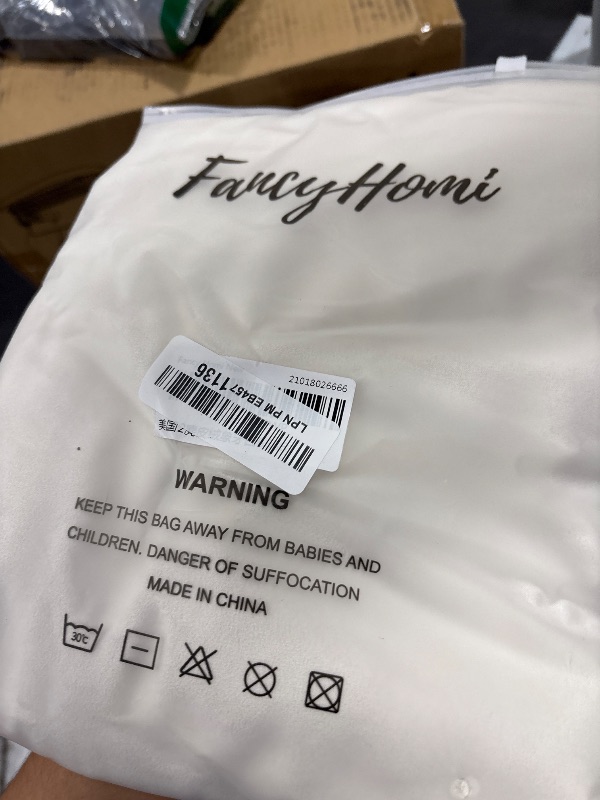 FancyHomi
21018026666
LPN PM EB4571136
WARNING
KEEP THIS BAG AWAY FROM BABIES AND
CHILDREN. DANGER OF SUFFOCATION
MADE IN CHINA
30℃